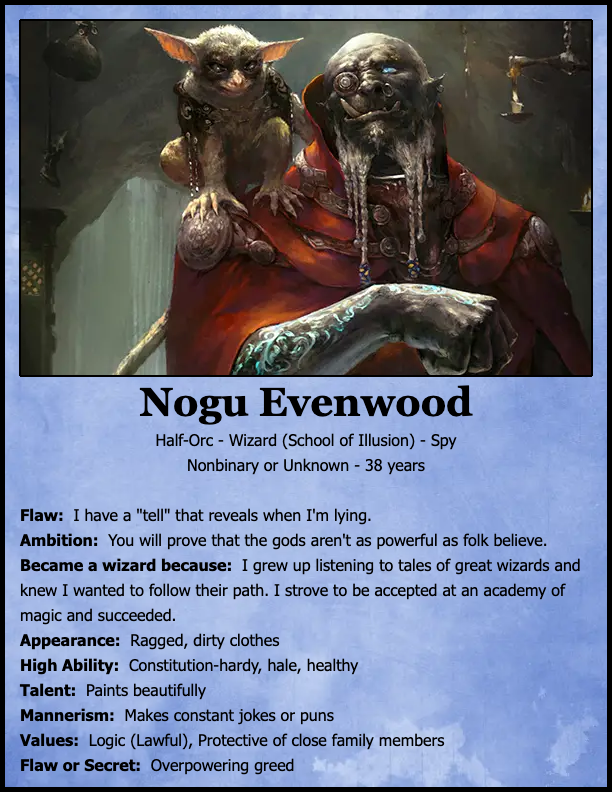 Nogu Evenwood
Half-Orc - Wizard (School of Illusion) - Spy
Nonbinary or Unknown - 38 years
Flaw: I have a "tell" that reveals when I'm lying.
Ambition: You will prove that the gods aren't as powerful as folk believe.
Became a wizard because: I grew up listening to tales of great wizards and
knew I wanted to follow their path. I strove to be accepted at an academy of
magic and succeeded.
Appearance: Ragged, dirty clothes
High Ability: Constitution-hardy, hale, healthy
Talent: Paints beautifully
Mannerism: Makes constant jokes or puns
Values: Logic (Lawful), Protective of close family members
Flaw or Secret: Overpowering greed